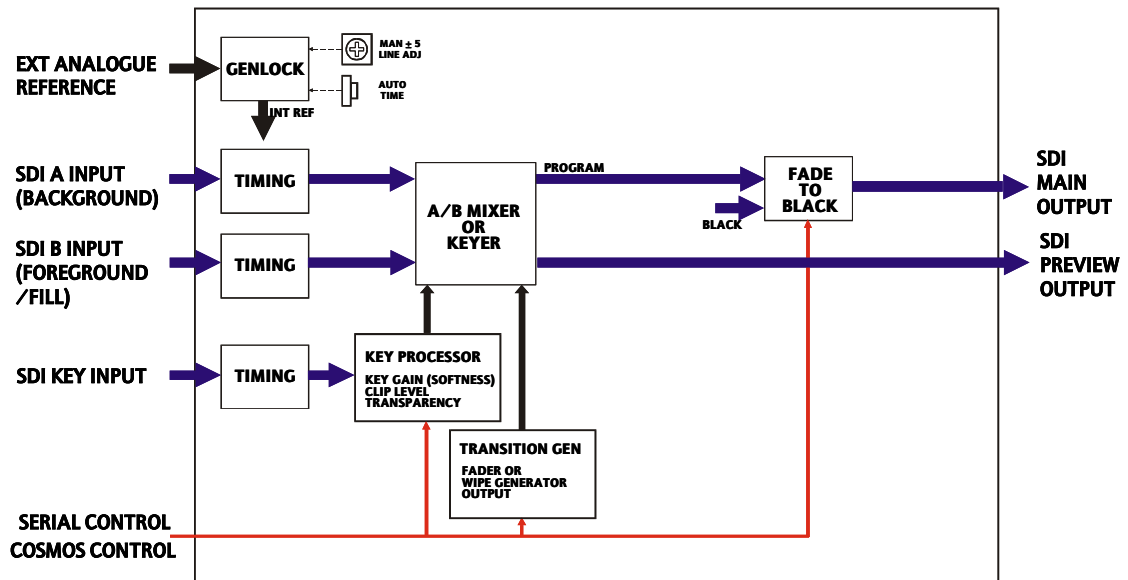 EXT ANALOGUE
REFERENCE
GENLOCK
MAN ± 5
LINE ADJ
AUTO
TIME
INT REF
SDI A INPUT
(BACKGROUND)
TIMING
A/B MIXER
OR
KEYER
PROGRAM
BLACK
FADE
TO
BLACK
SDI
MAIN
OUTPUT
SDI B INPUT
(FOREGROUND
/FILL)
TIMING
SDI
PREVIEW
OUTPUT
SDI KEY INPUT
TIMING
KEY PROCESSOR
KEY GAIN (SOFTNESS)
CLIP LEVEL
TRANSPARENCY
TRANSITION GEN
FADER OR
WIPE GENERATOR
OUTPUT
SERIAL CONTROL
COSMOS CONTROL